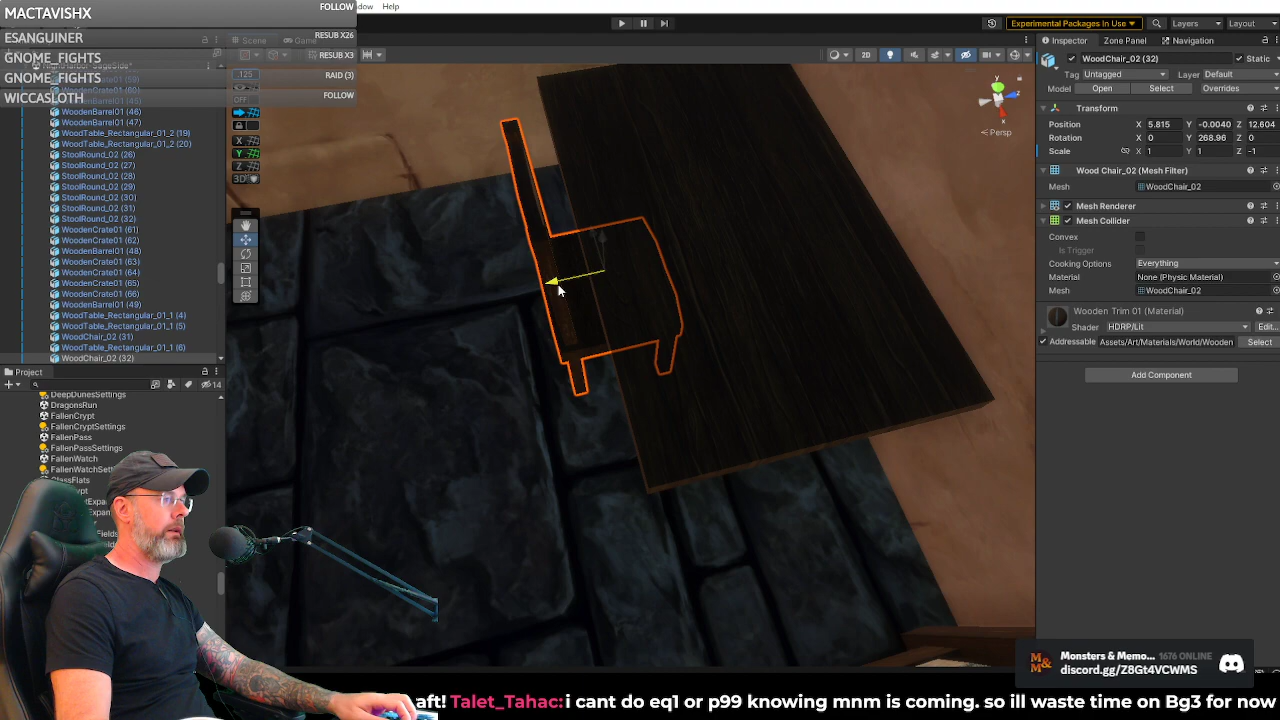 MACTAVISHX FOLLOW
ESANGUINER RESUB X26
GNOME_FIGHTS RESUB X3
GNOME_FIGHTS RAID (3)
WICCASLOTH FOLLOW
Help
Experimental Packages In Use
Layers
Layout
Scene
2D
125
OFF
X
Y
Z
3D
WoodenBarrel01 (46)
WoodenBarrel01 (47)
WoodTable_Rectangular_01_2 (19)
WoodTable_Rectangular_01_2 (20)
StoolRound_02 (26)
StoolRound_02 (27)
StoolRound_02 (28)
StoolRound_02 (29)
StoolRound_02 (30)
StoolRound_02 (31)
StoolRound_02 (32)
WoodenCrate01 (61)
WoodenCrate01 (62)
WoodenBarrel01 (48)
WoodenCrate01 (63)
WoodenCrate01 (64)
WoodenCrate01 (65)
WoodenCrate01 (66)
WoodenBarrel01 (49)
WoodTable_Rectangular_01_1 (4)
WoodTable_Rectangular_01_1 (5)
WoodChair_02 (31)
WoodTable_Rectangular_01_1 (6)
WoodChair_02 (32)
Project
14
DeepDunesSettings
DragonsRun
FallenCrypt
FallenCryptSettings
FallenPass
FallenPassSettings
FallenWatch
y
x
z
Persp
Inspector
Zone Panel
Navigation
WoodChair_02 (32)
Static
Tag Untagged
Layer Default
Model
Open
Select
Overrides
Transform
Position X 5.815 Y -0.0040 Z 12.604
Rotation X 0 Y 268.96 Z 0
Scale X 1 Y 1 Z -1
Wood Chair_02 (Mesh Filter)
Mesh WoodChair_02
Mesh Renderer
Mesh Collider
Convex
Is Trigger
Cooking Options Everything
Material None (Physic Material)
Mesh WoodChair_02
Wooden Trim 01 (Material)
Shader HDRP/Lit Edit...
Addressable Assets/Art/Materials/World/Wooden Select
Add Component
Monsters & Memo... 1676 ONLINE
discord.gg/Z8Gt4VCWMS
aft! Talet_Tahac: i cant do eq1 or p99 knowing mnm is coming. so ill waste time on Bg3 for now